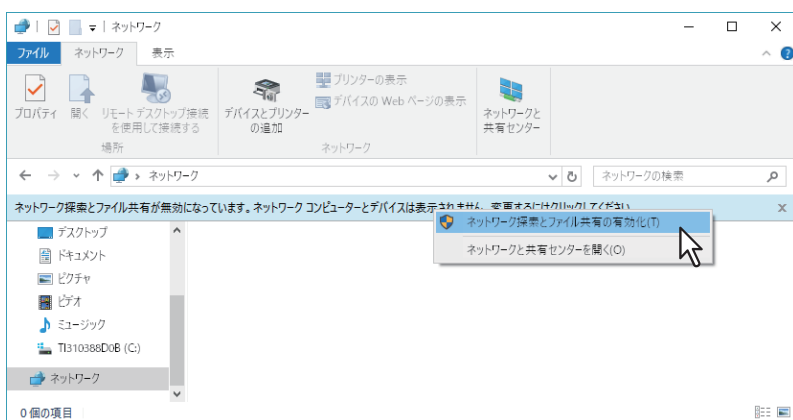 ネットワーク
ファイル ネットワーク 表示
プロパティ 開く リモート デスクトップ接続を使用して接続する
場所
デバイスとプリンターの追加
プリンターの表示
デバイスの Web ページの表示
ネットワーク
ネットワークと共有センター
ネットワーク
ネットワークの検索
ネットワーク探索とファイル共有が無効になっています。ネットワーク コンピューターとデバイスは表示されません。変更するにはクリックしてください...
ネットワーク探索とファイル共有の有効化(T)
ネットワークと共有センターを開く(O)
デスクトップ
ドキュメント
ピクチャ
ビデオ
ミュージック
TI310388D0B (C:)
ネットワーク
0 個の項目